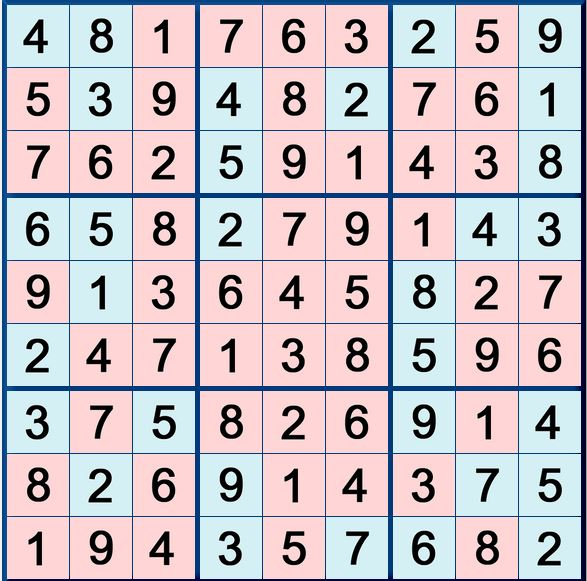 4 8 1 7 6 3 2 5 9
5 3 9 4 8 2 7 6 1
7 6 2 5 9 1 4 3 8
6 5 8 2 7 9 1 4 3
9 1 3 6 4 5 8 2 7
2 4 7 1 3 8 5 9 6
3 7 5 8 2 6 9 1 4
8 2 6 9 1 4 3 7 5
1 9 4 3 5 7 6 8 2